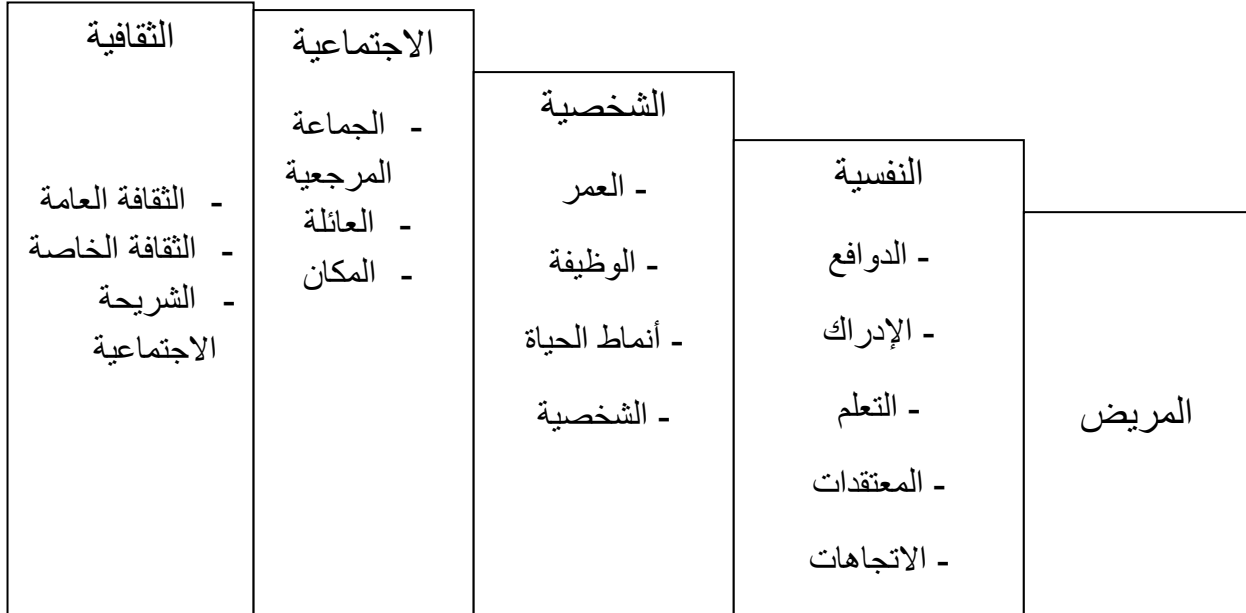 الثقافية
- الثقافة العامة
- الثقافة الخاصة
- الشريحة
الاجتماعية
الاجتماعية
- الجماعة
المرجعية
- العائلة
- المكان
الشخصية
- العمر
- الوظيفة
- أنماط الحياة
- الشخصية
النفسية
- الدوافع
- الإدراك
- التعلم
- المعتقدات
- الاتجاهات
المريض